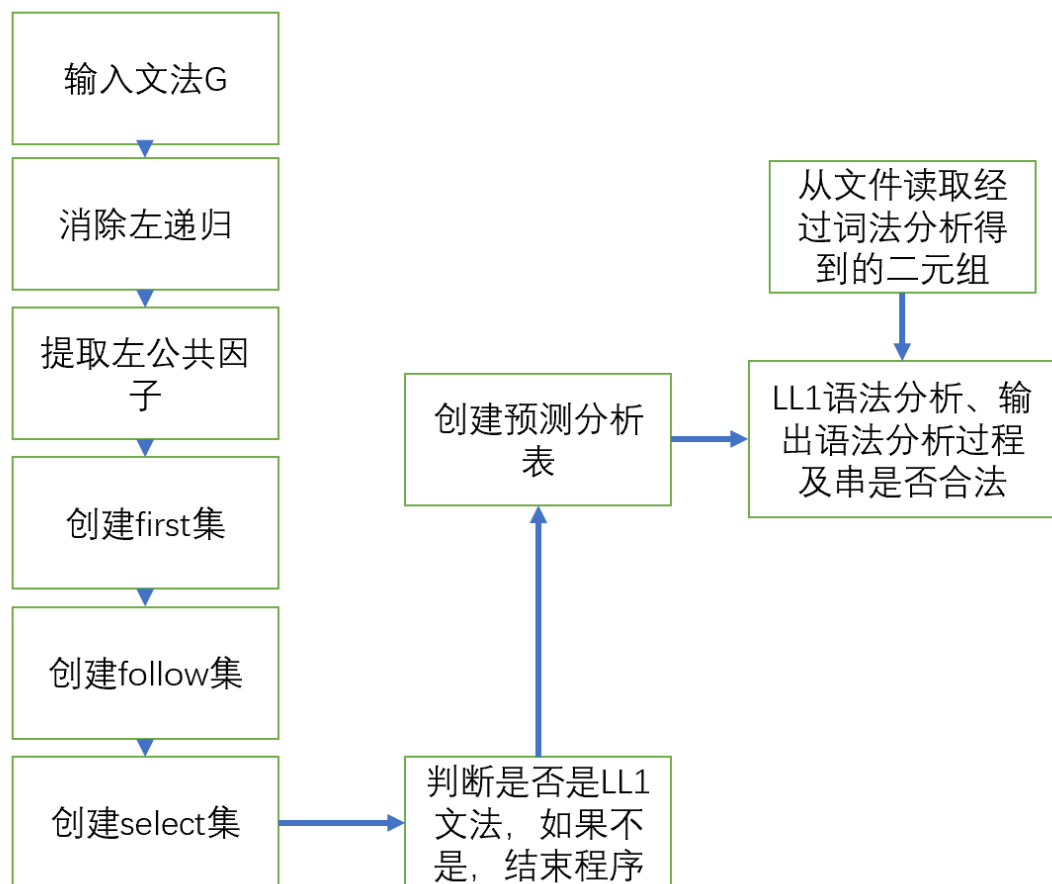 输入文法G
消除左递归
提取左公共因
子
创建first集
创建follow集
创建select集
判断是否是LL1
文法，如果不
是，结束程序
创建预测分析
表
从文件读取经
过词法分析得
到的二元组
LL1语法分析、输
出语法分析过程
及串是否合法